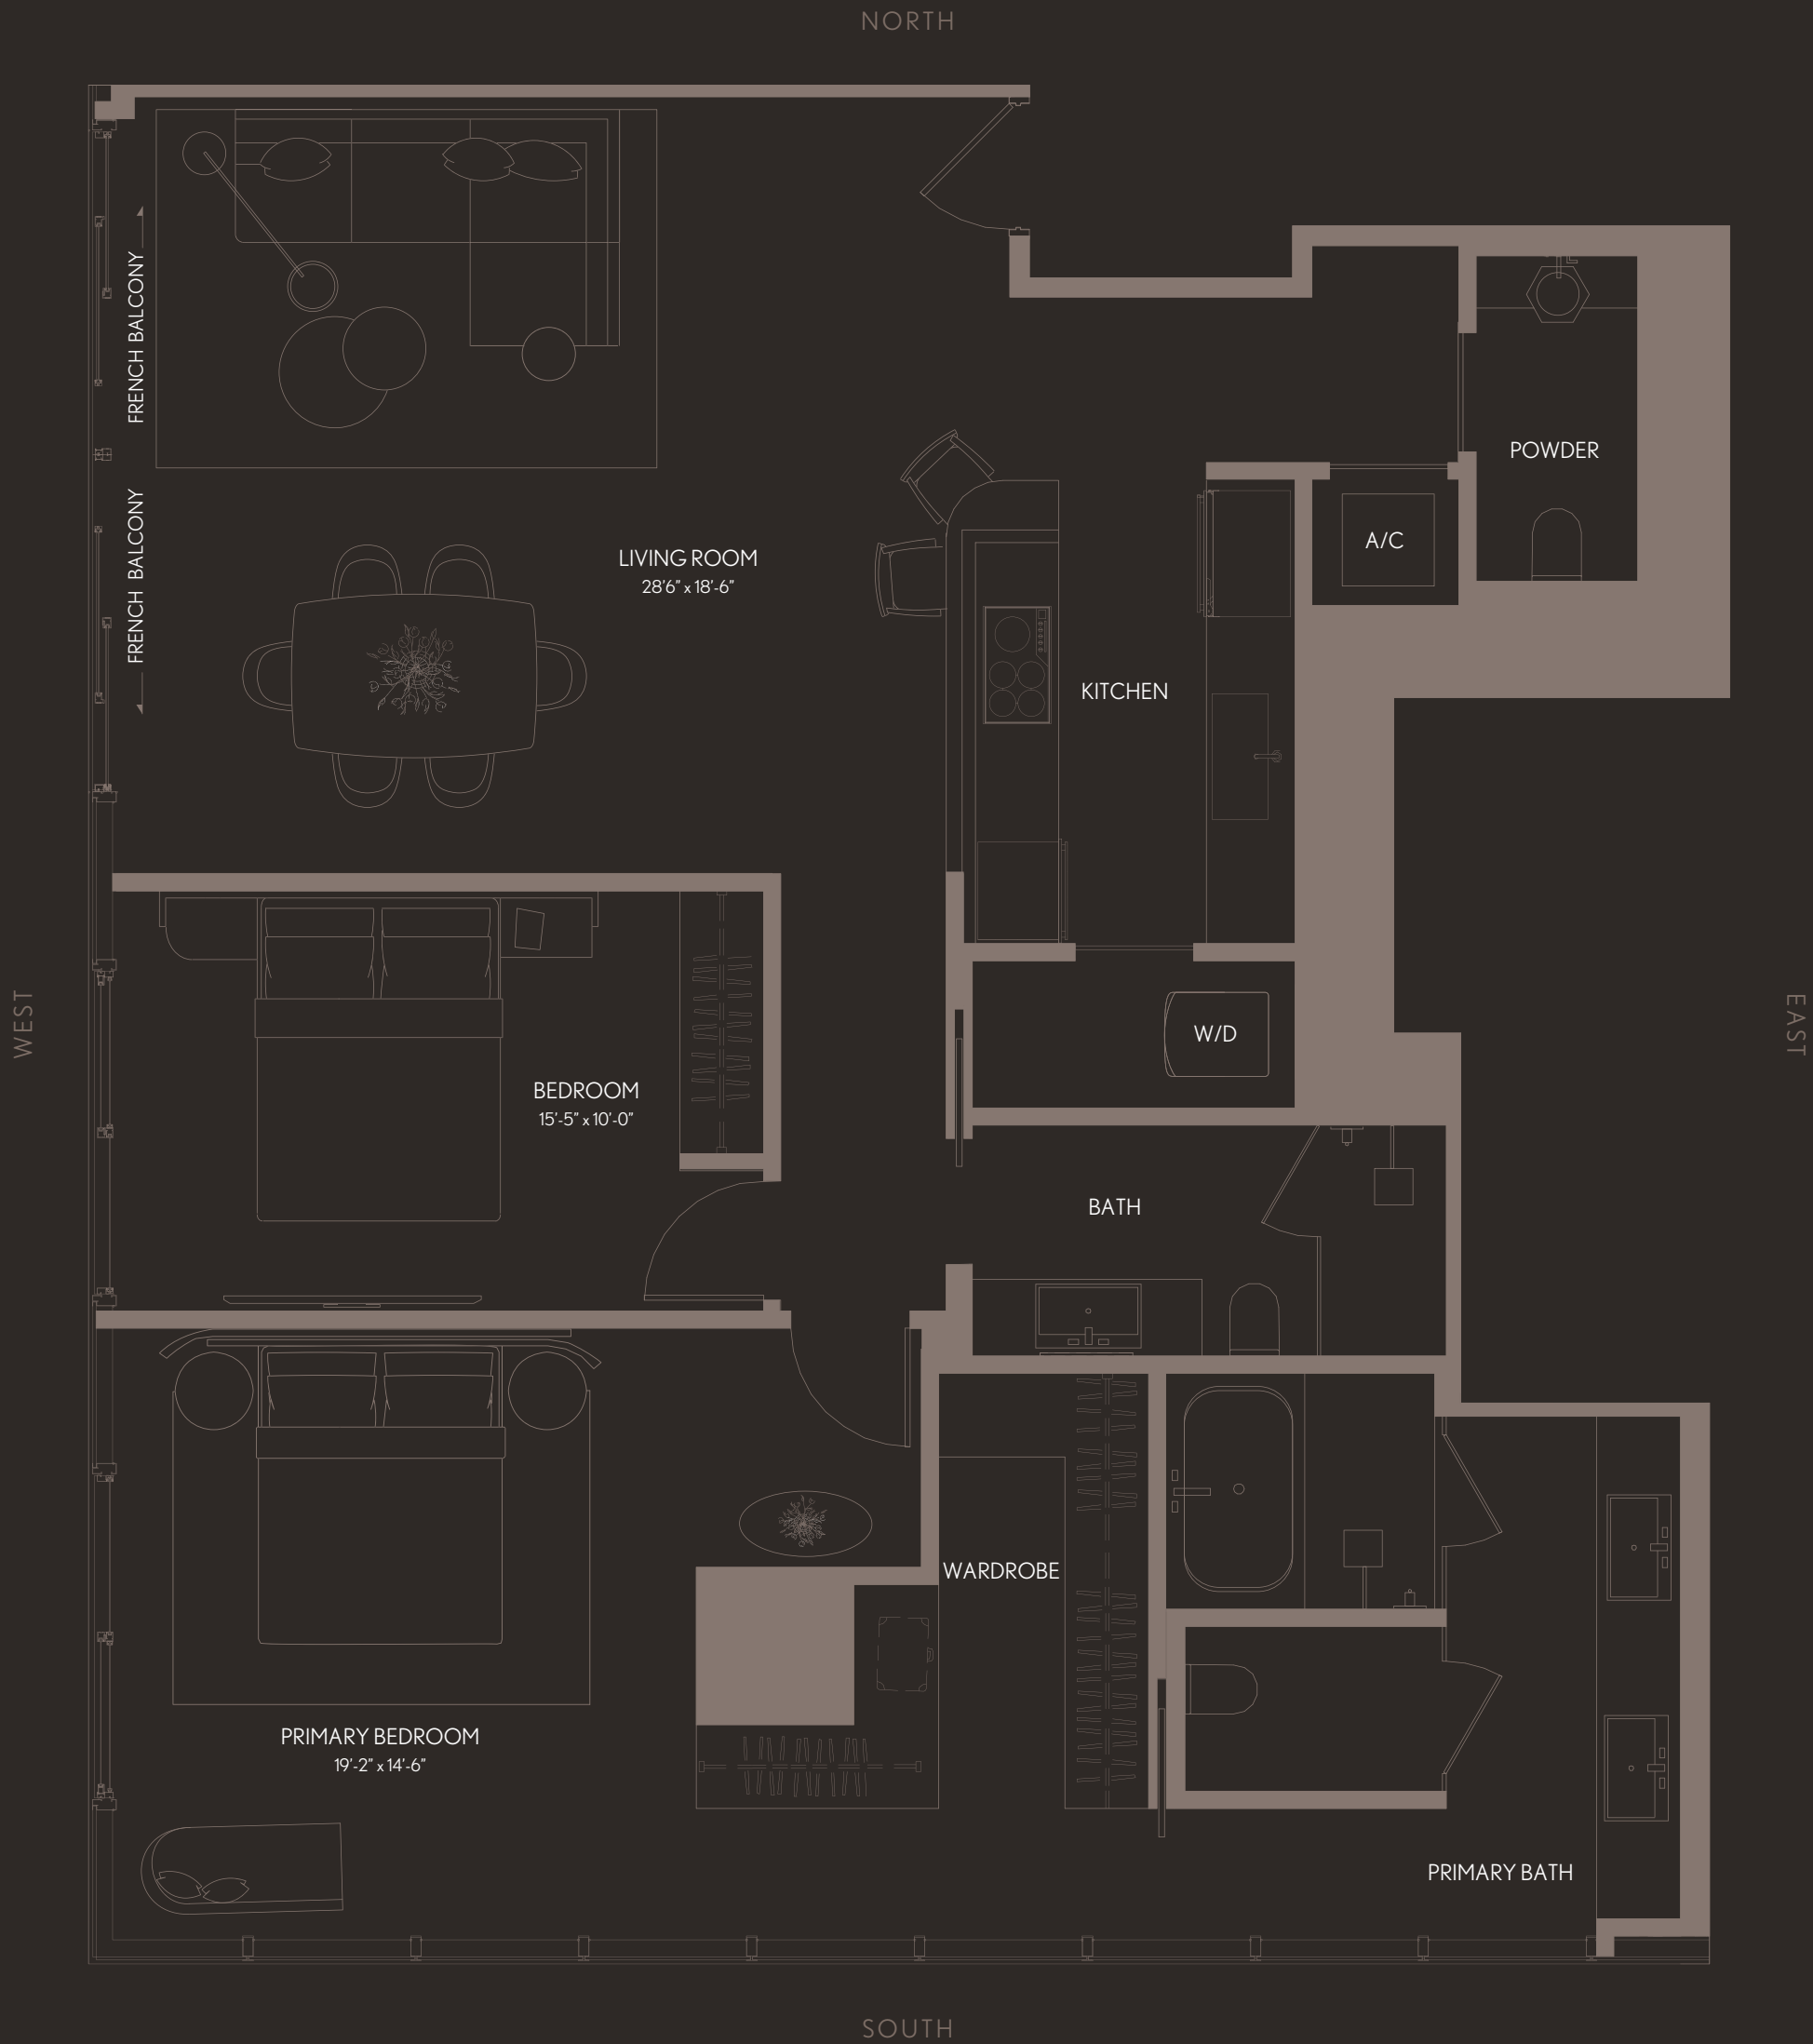 NORTH
FRENCH BALCONY
FRENCH BALCONY
POWDER
A/C
LIVING ROOM
28'6" x 18'-6"
KITCHEN
WEST
EAST
W/D
BEDROOM
15'-5" x 10'-0"
BATH
WARDROBE
PRIMARY BEDROOM
19'-2" x 14'-6"
PRIMARY BATH
SOUTH